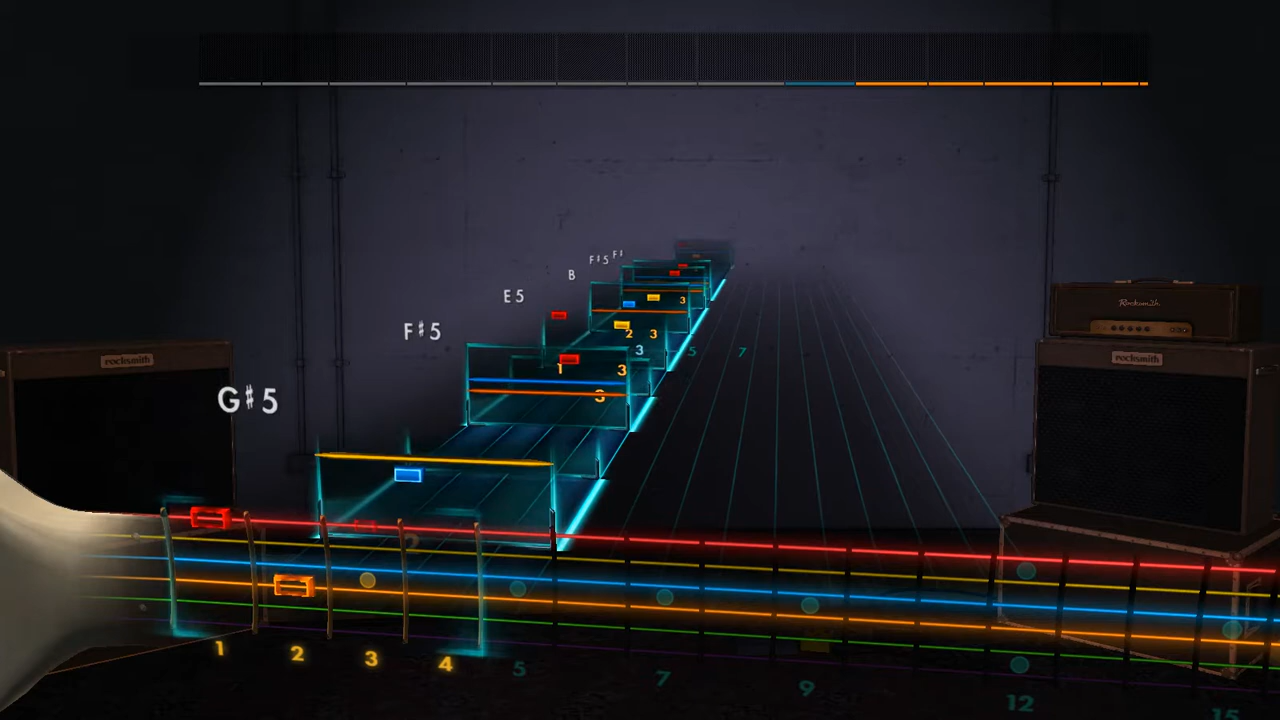 F♯5 F♯
B
E5
Rocksmith
F♯5
3
2 3
3 5 7
rocksmith
rocksmith
1 3
3
G♯5
1 2 3 4 5 7 9 12 15